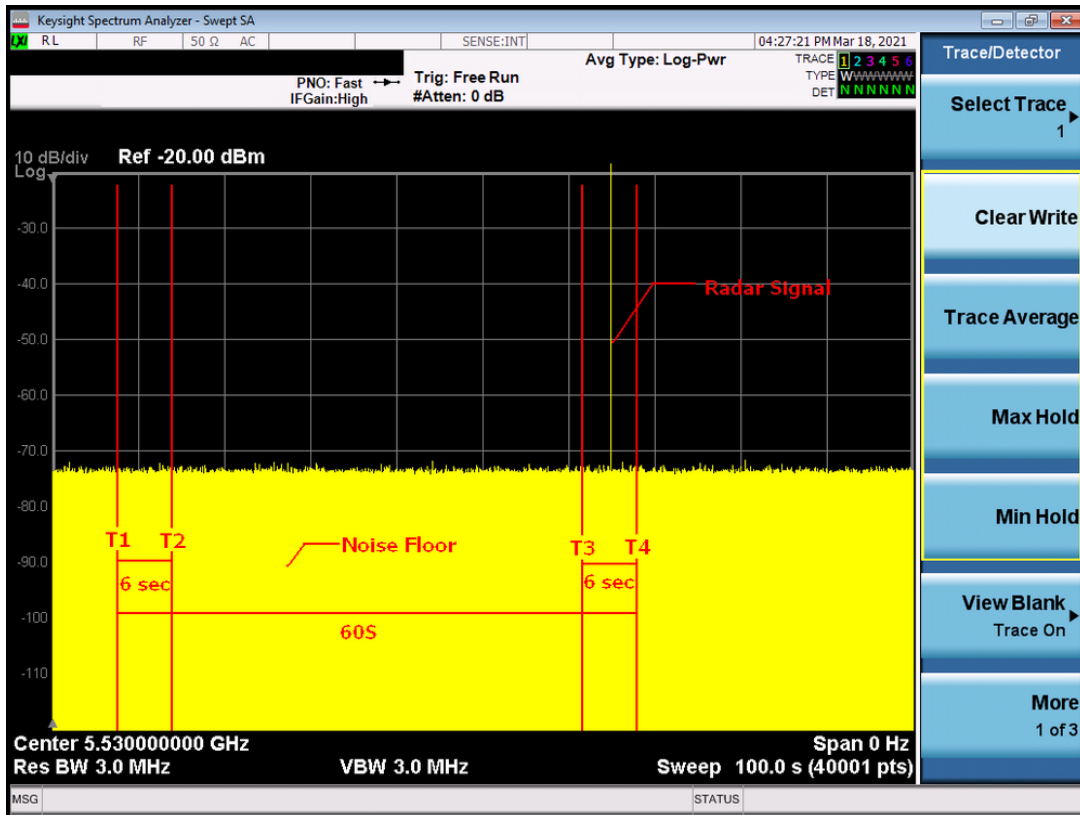 Keysight Spectrum Analyzer - Swept SA
LXI RL RF 50 Ω AC SENSE:INT 04:27:21 PM Mar 18, 2021
PNO: Fast
IFGain:High
Trig: Free Run
#Atten: 0 dB
Avg Type: Log-Pwr
TRACE 1 2 3 4 5 6
TYPE WWWWWW
DET N N N N N N
10 dB/div
Log
Ref -20.00 dBm
-30.0
-40.0
-50.0
-60.0
-70.0
-80.0
-90.0
-100
-110
Radar Signal
T1 T2
6 sec
Noise Floor
T3 T4
6 sec
60S
Center 5.530000000 GHz
Span 0 Hz
Res BW 3.0 MHz
VBW 3.0 MHz
Sweep 100.0 s (40001 pts)
MSG
STATUS
Trace/Detector
Select Trace
1
Clear Write
Trace Average
Max Hold
Min Hold
View Blank
Trace On
More
1 of 3